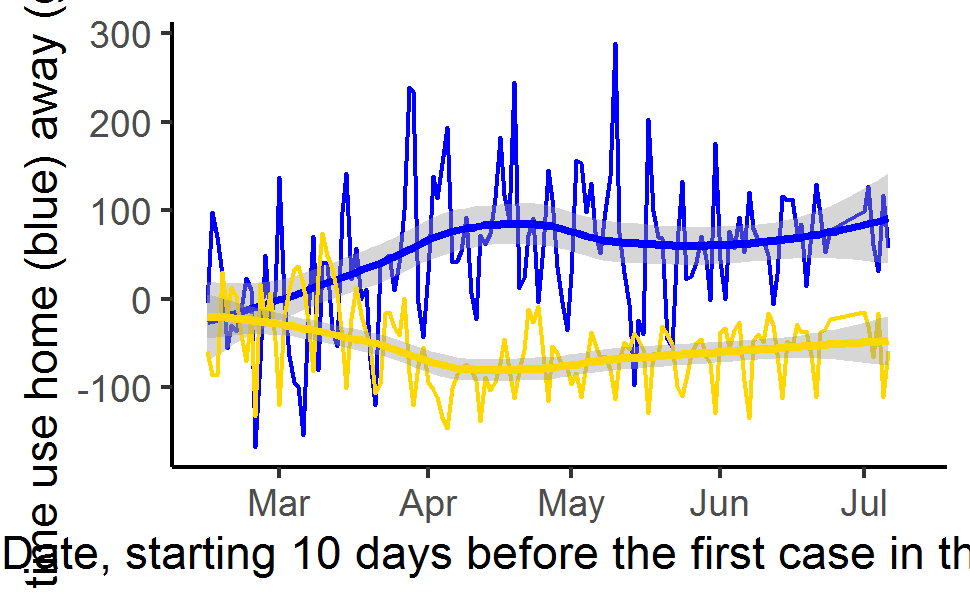 time use home (blue) away (
300
200
100
0
-100
Mar Apr May Jun Jul
Date, starting 10 days before the first case in th